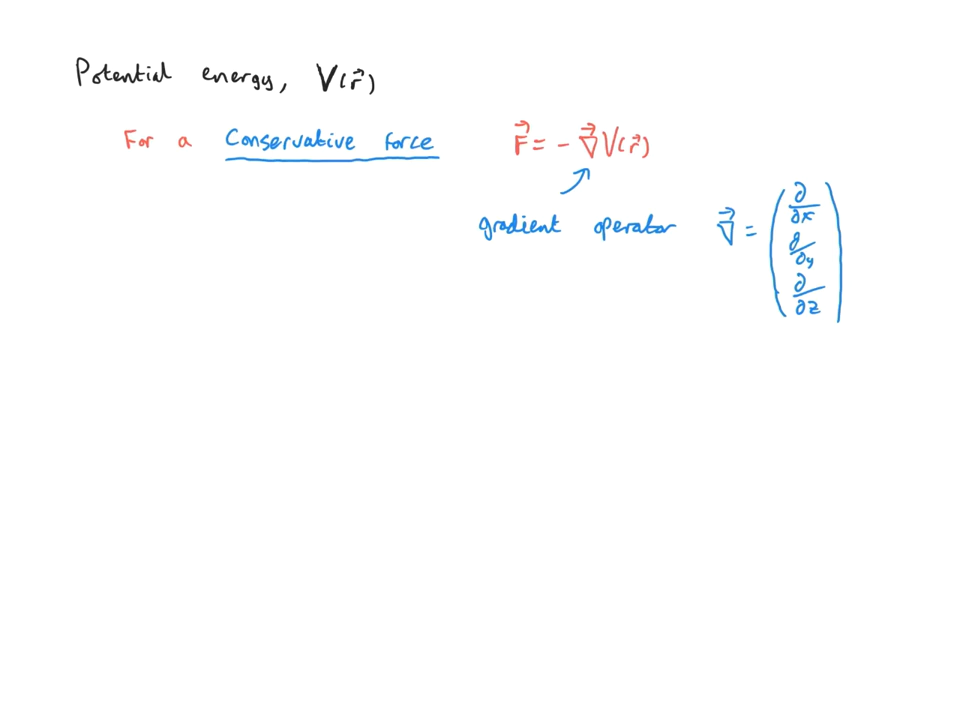 Potential energy, V(r⃗)
For a Conservative force F⃗ = - ∇⃗V(r⃗)
gradient operator ∇⃗ = (∂/∂x ∂/∂y ∂/∂z)